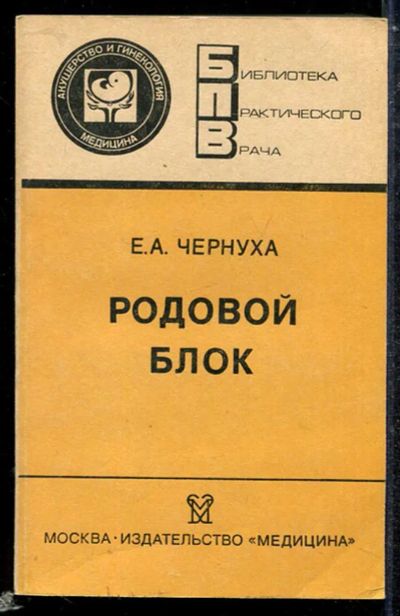 АКУШЕРСТВО И ГИНЕКОЛОГИЯ
МЕДИЦИНА
БИБЛИОТЕКА
ПРАКТИЧЕСКОГО
ВРАЧА
Е.А. ЧЕРНУХА
РОДОВОЙ
БЛОК
МОСКВА · ИЗДАТЕЛЬСТВО «МЕДИЦИНА»